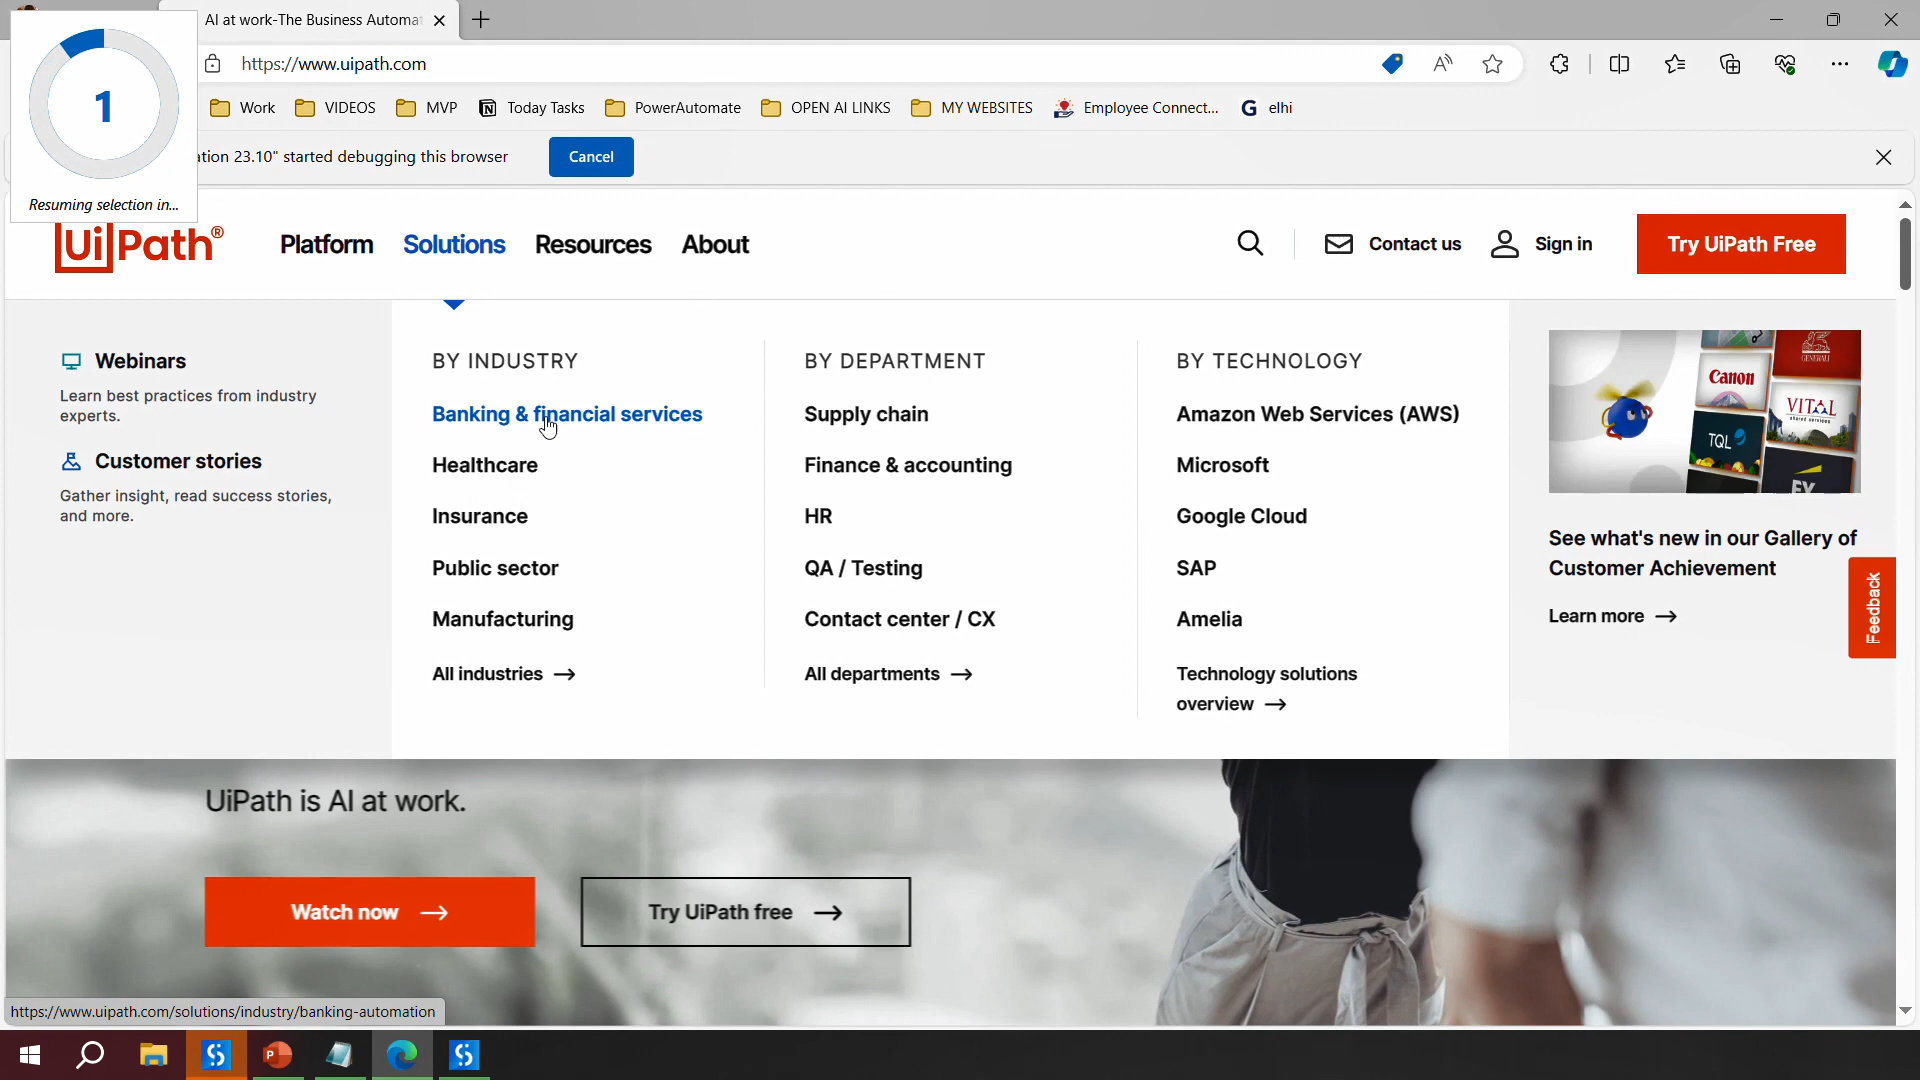 AI at work-The Business Automa
1
Resuming selection in...
https://www.uipath.com
Work
VIDEOS
MVP
Today Tasks
PowerAutomate
OPEN AI LINKS
MY WEBSITES
Employee Connect...
G elhi
ation 23.10" started debugging this browser
Cancel
Ui Path®
Platform
Solutions
Resources
About
Contact us
Sign in
Try UiPath Free
Webinars
Learn best practices from industry
experts.
Customer stories
Gather insight, read success stories,
and more.
BY INDUSTRY
Banking & financial services
Healthcare
Insurance
Public sector
Manufacturing
All industries →
BY DEPARTMENT
Supply chain
Finance & accounting
HR
QA / Testing
Contact center / CX
All departments →
BY TECHNOLOGY
Amazon Web Services (AWS)
Microsoft
Google Cloud
SAP
Amelia
Technology solutions
overview →
GENERALI
Canon
VITAL
TQL
EY
See what's new in our Gallery of
Customer Achievement
Learn more →
Feedback
UiPath is AI at work.
Watch now →
Try UiPath free →
https://www.uipath.com/solutions/industry/banking-automation